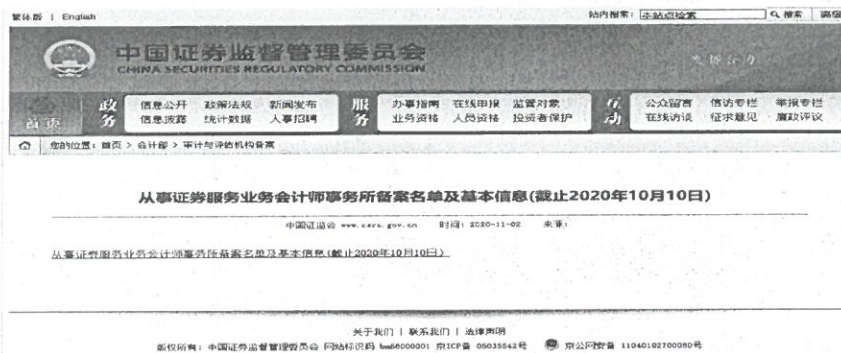 繁体版 | English 站内搜索： 本站点检索 搜索 高级
中国证券监督管理委员会
CHINA SECURITIES REGULATORY COMMISSION
首页 政务 信息公开 政策法规 新闻发布 服务 办事指南 在线申报 监管对象 互动 公众留言 信访专栏 举报专栏
信息披露 统计数据 人事招聘 业务资格 人员资格 投资者保护 在线访谈 征求意见 廉政评议
您的位置：首页 > 会计部 > 审计与评估机构备案
从事证券服务业务会计师事务所备案名单及基本信息(截止2020年10月10日)
中国证监会 www.csrc.gov.cn 时间：2020-11-02 来源：
从事证券服务业务会计师事务所备案名单及基本信息(截止2020年10月10日)
关于我们 | 联系我们 | 法律声明
版权所有：中国证券监督管理委员会 网站标识码 bm56000001 京ICP备 05035542号 京公网安备 11040102700080号